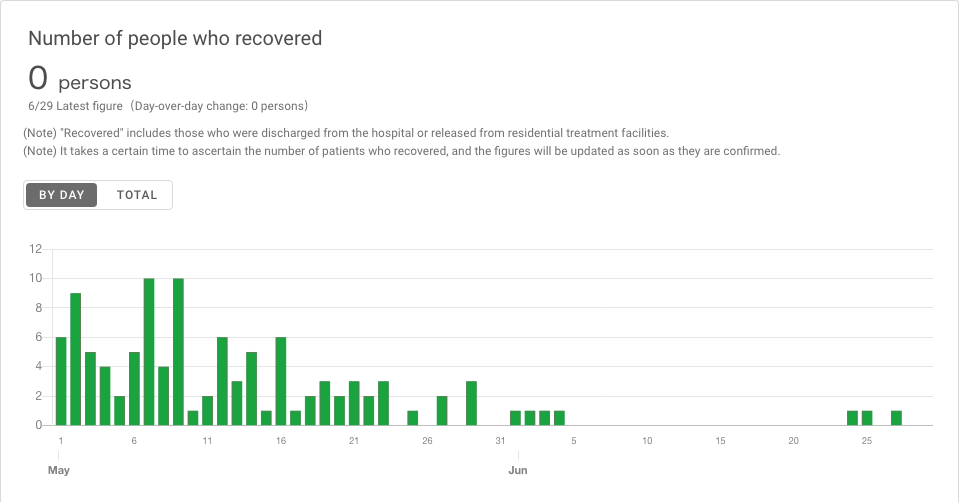 Number of people who recovered
0 persons
6/29 Latest figure（Day-over-day change: 0 persons）
(Note) "Recovered" includes those who were discharged from the hospital or released from residential treatment facilities.
(Note) It takes a certain time to ascertain the number of patients who recovered, and the figures will be updated as soon as they are confirmed.
BY DAY TOTAL
12
10
8
6
4
2
0
1 6 11 16 21 26 31 5 10 15 20 25
May Jun